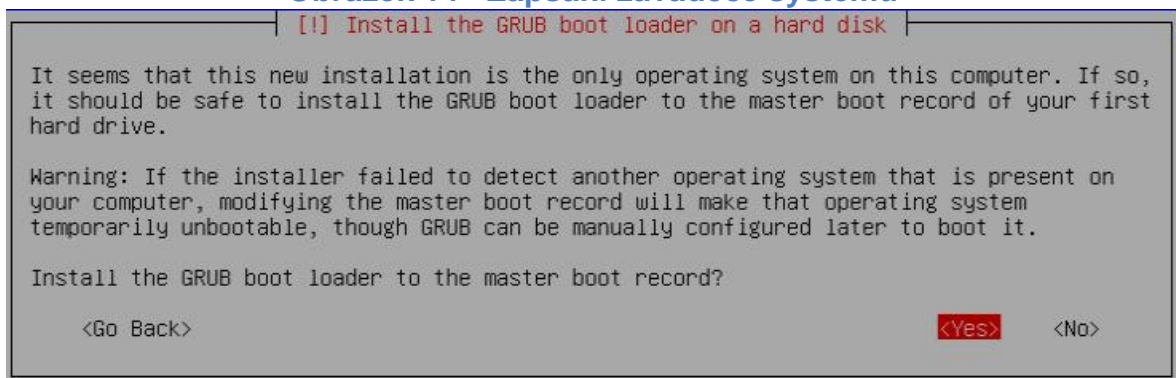 [!] Install the GRUB boot loader on a hard disk
It seems that this new installation is the only operating system on this computer. If so,
it should be safe to install the GRUB boot loader to the master boot record of your first
hard drive.
Warning: If the installer failed to detect another operating system that is present on
your computer, modifying the master boot record will make that operating system
temporarily unbootable, though GRUB can be manually configured later to boot it.
Install the GRUB boot loader to the master boot record?
<Go Back> <Yes> <No>